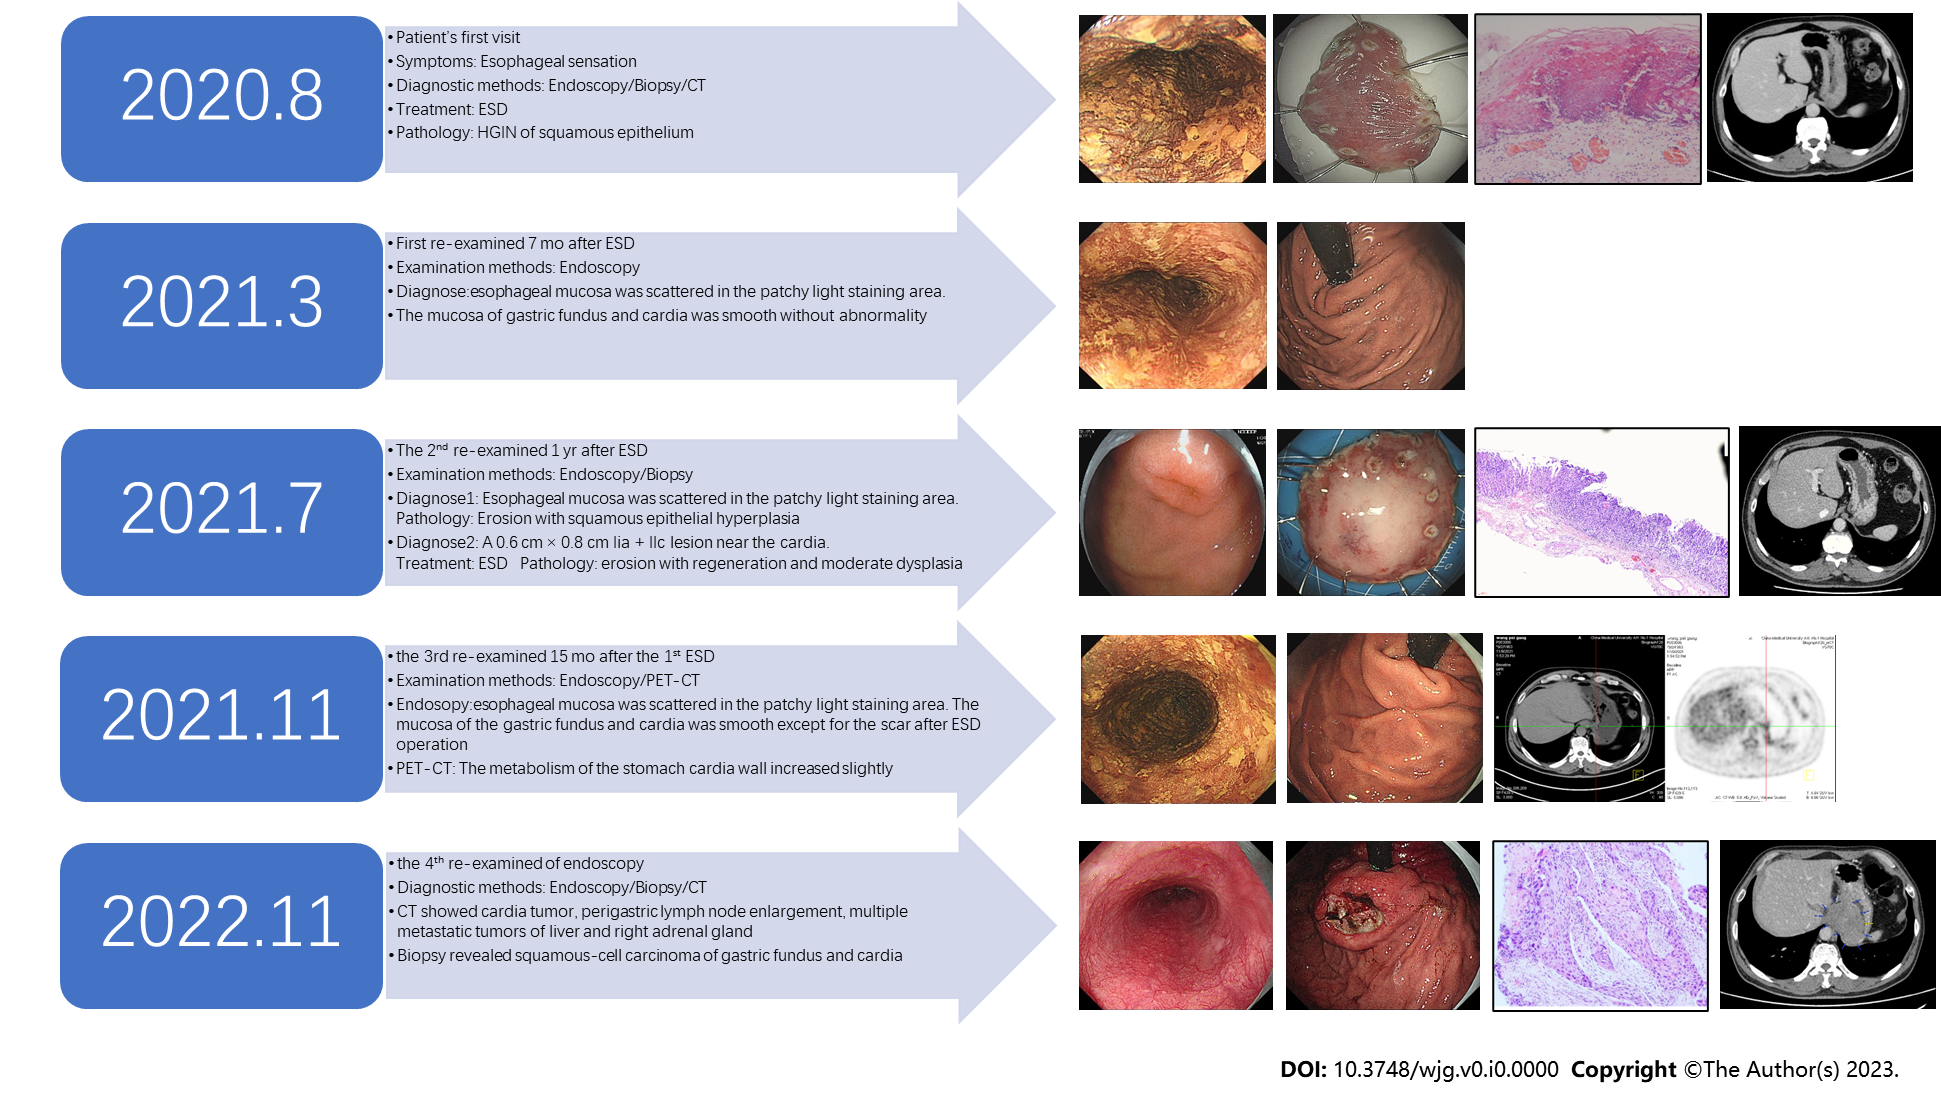 2020.8
•Patient's first visit
•Symptoms: Esophageal sensation
•Diagnostic methods: Endoscopy/Biopsy/CT
•Treatment: ESD
•Pathology: HGIN of squamous epithelium
2021.3
•First re-examined 7 mo after ESD
•Examination methods: Endoscopy
•Diagnose:esophageal mucosa was scattered in the patchy light staining area.
•The mucosa of gastric fundus and cardia was smooth without abnormality
2021.7
•The 2nd re-examined 1 yr after ESD
•Examination methods: Endoscopy/Biopsy
•Diagnose1: Esophageal mucosa was scattered in the patchy light staining area.
Pathology: Erosion with squamous epithelial hyperplasia
•Diagnose2: A 0.6 cm × 0.8 cm IIa + IIc lesion near the cardia.
Treatment: ESD Pathology: erosion with regeneration and moderate dysplasia
2021.11
•the 3rd re-examined 15 mo after the 1st ESD
•Examination methods: Endoscopy/PET-CT
•Endosopy:esophageal mucosa was scattered in the patchy light staining area. The
mucosa of the gastric fundus and cardia was smooth except for the scar after ESD
operation
•PET-CT: The metabolism of the stomach cardia wall increased slightly
2022.11
•the 4th re-examined of endoscopy
•Diagnostic methods: Endoscopy/Biopsy/CT
•CT showed cardia tumor, perigastric lymph node enlargement, multiple
metastatic tumors of liver and right adrenal gland
•Biopsy revealed squamous-cell carcinoma of gastric fundus and cardia
DOI: 10.3748/wjg.v0.i0.0000 Copyright ©The Author(s) 2023.